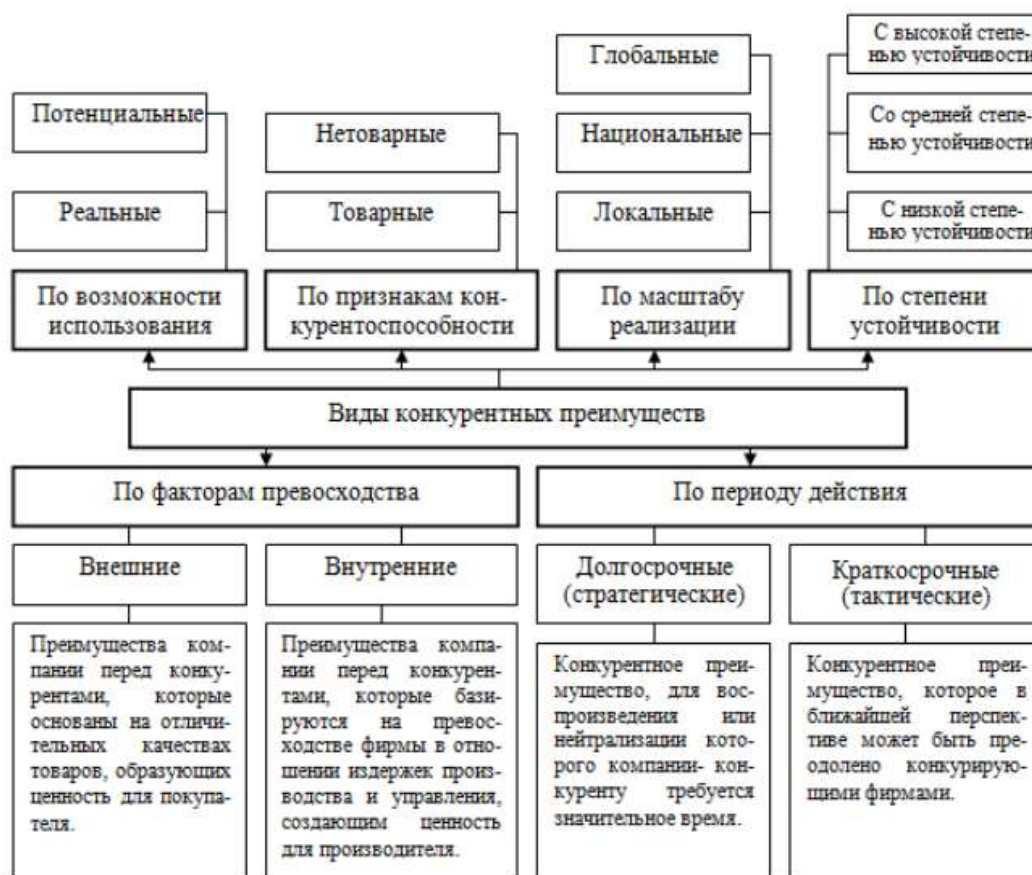 Потенциальные
Реальные
По возможности
использования
Нетоварные
Товарные
По признакам кон-
курентоспособности
Глобальные
Национальные
Локальные
По масштабу
реализации
С высокой степе-
нью устойчивости
Со средней степе-
нью устойчивости
С низкой степе-
нью устойчивости
По степени
устойчивости
Виды конкурентных преимуществ
По факторам превосходства
Внешние
Преимущества ком-
пании перед конку-
рентами, которые
основаны на отличи-
тельных качествах
товаров, образующих
ценность для покупа-
теля.
Внутренние
Преимущества компа-
нии перед конкурен-
тами, которые бази-
руются на превос-
ходстве фирмы в отно-
шении издержек произ-
водства и управления,
создающим ценность
для производителя.
По периоду действия
Долгосрочные
(стратегические)
Конкурентное преи-
мущество, для вос-
произведения или
нейтрализации кото-
рого компании- кон-
куренту требуется
значительное время.
Краткосрочные
(тактические)
Конкурентное преи-
мущество, которое в
ближайшей перспек-
тиве может быть пре-
одолено конкурирую-
щими фирмами.